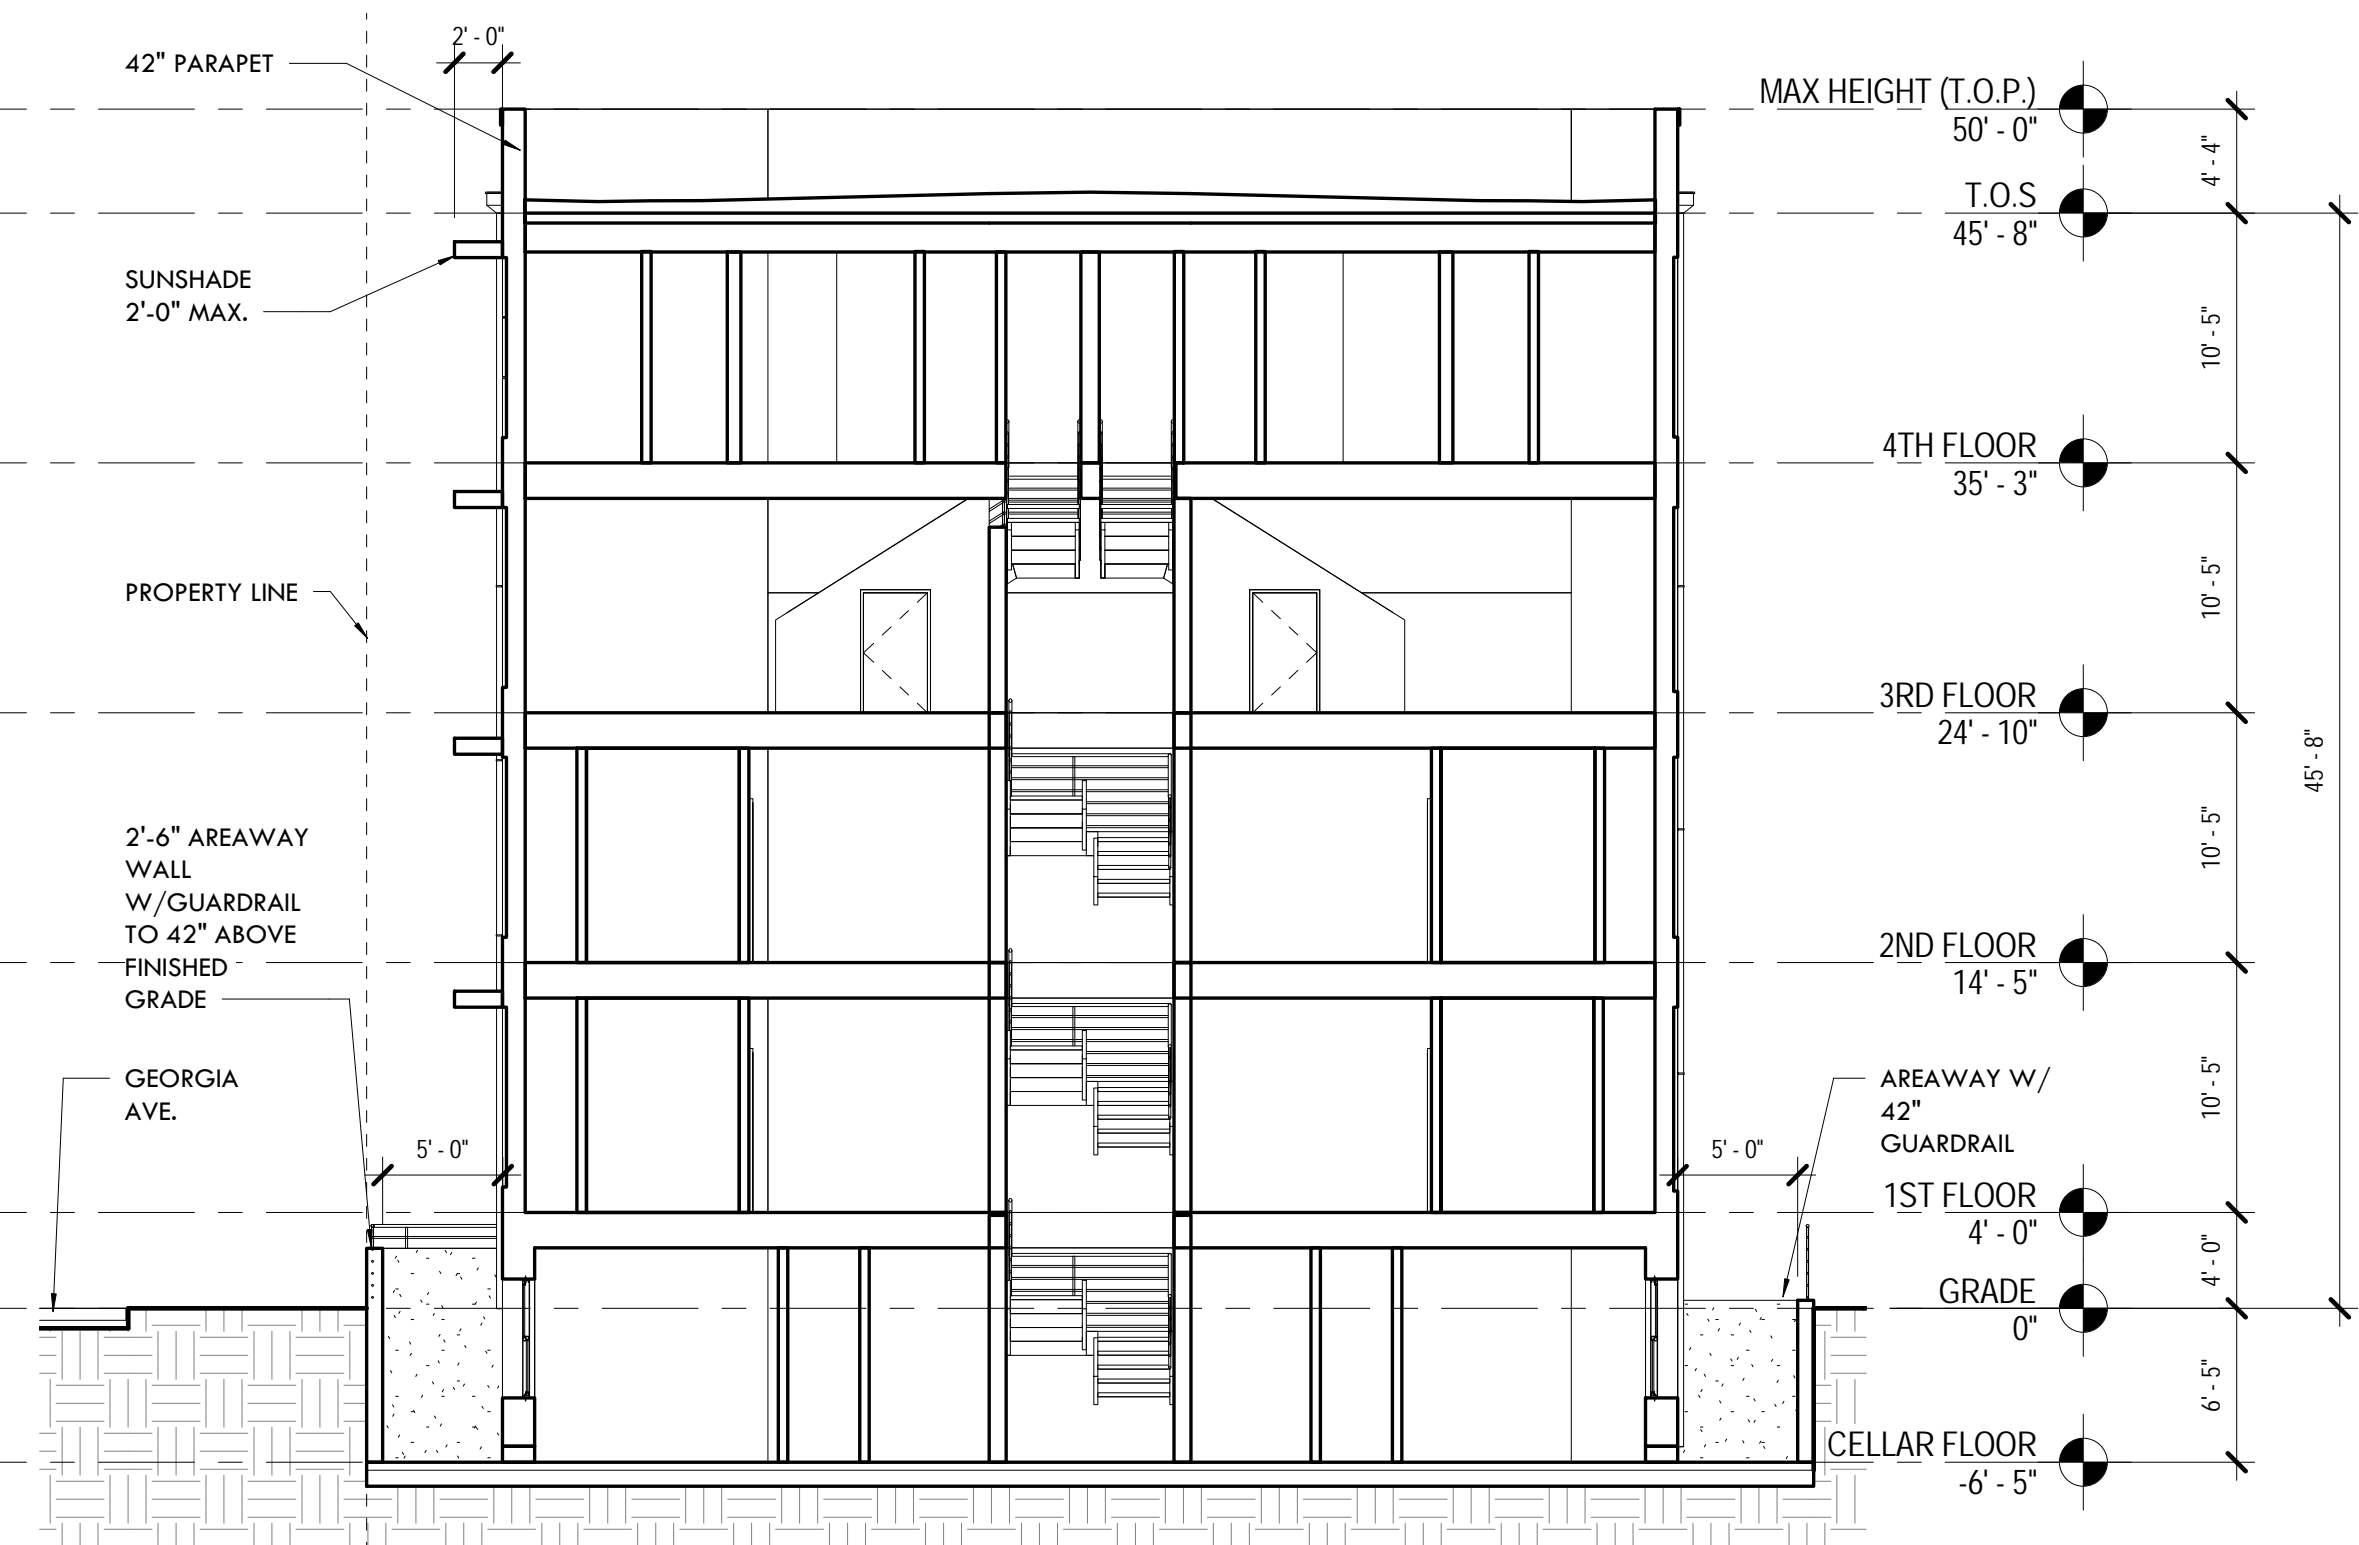 2' - 0"
42" PARAPET
SUNSHADE
2'-0" MAX.
PROPERTY LINE
2'-6" AREAWAY
WALL
W/GUARDRAIL
TO 42" ABOVE
FINISHED
GRADE
GEORGIA
AVE.
5' - 0"
5' - 0"
AREAWAY W/
42"
GUARDRAIL
MAX HEIGHT (T.O.P.)
50' - 0"
T.O.S
45' - 8"
4TH FLOOR
35' - 3"
3RD FLOOR
24' - 10"
2ND FLOOR
14' - 5"
1ST FLOOR
4' - 0"
GRADE
0"
CELLAR FLOOR
-6' - 5"
4' - 4"
10' - 5"
10' - 5"
10' - 5"
10' - 5"
4' - 0"
6' - 5"
45' - 8"